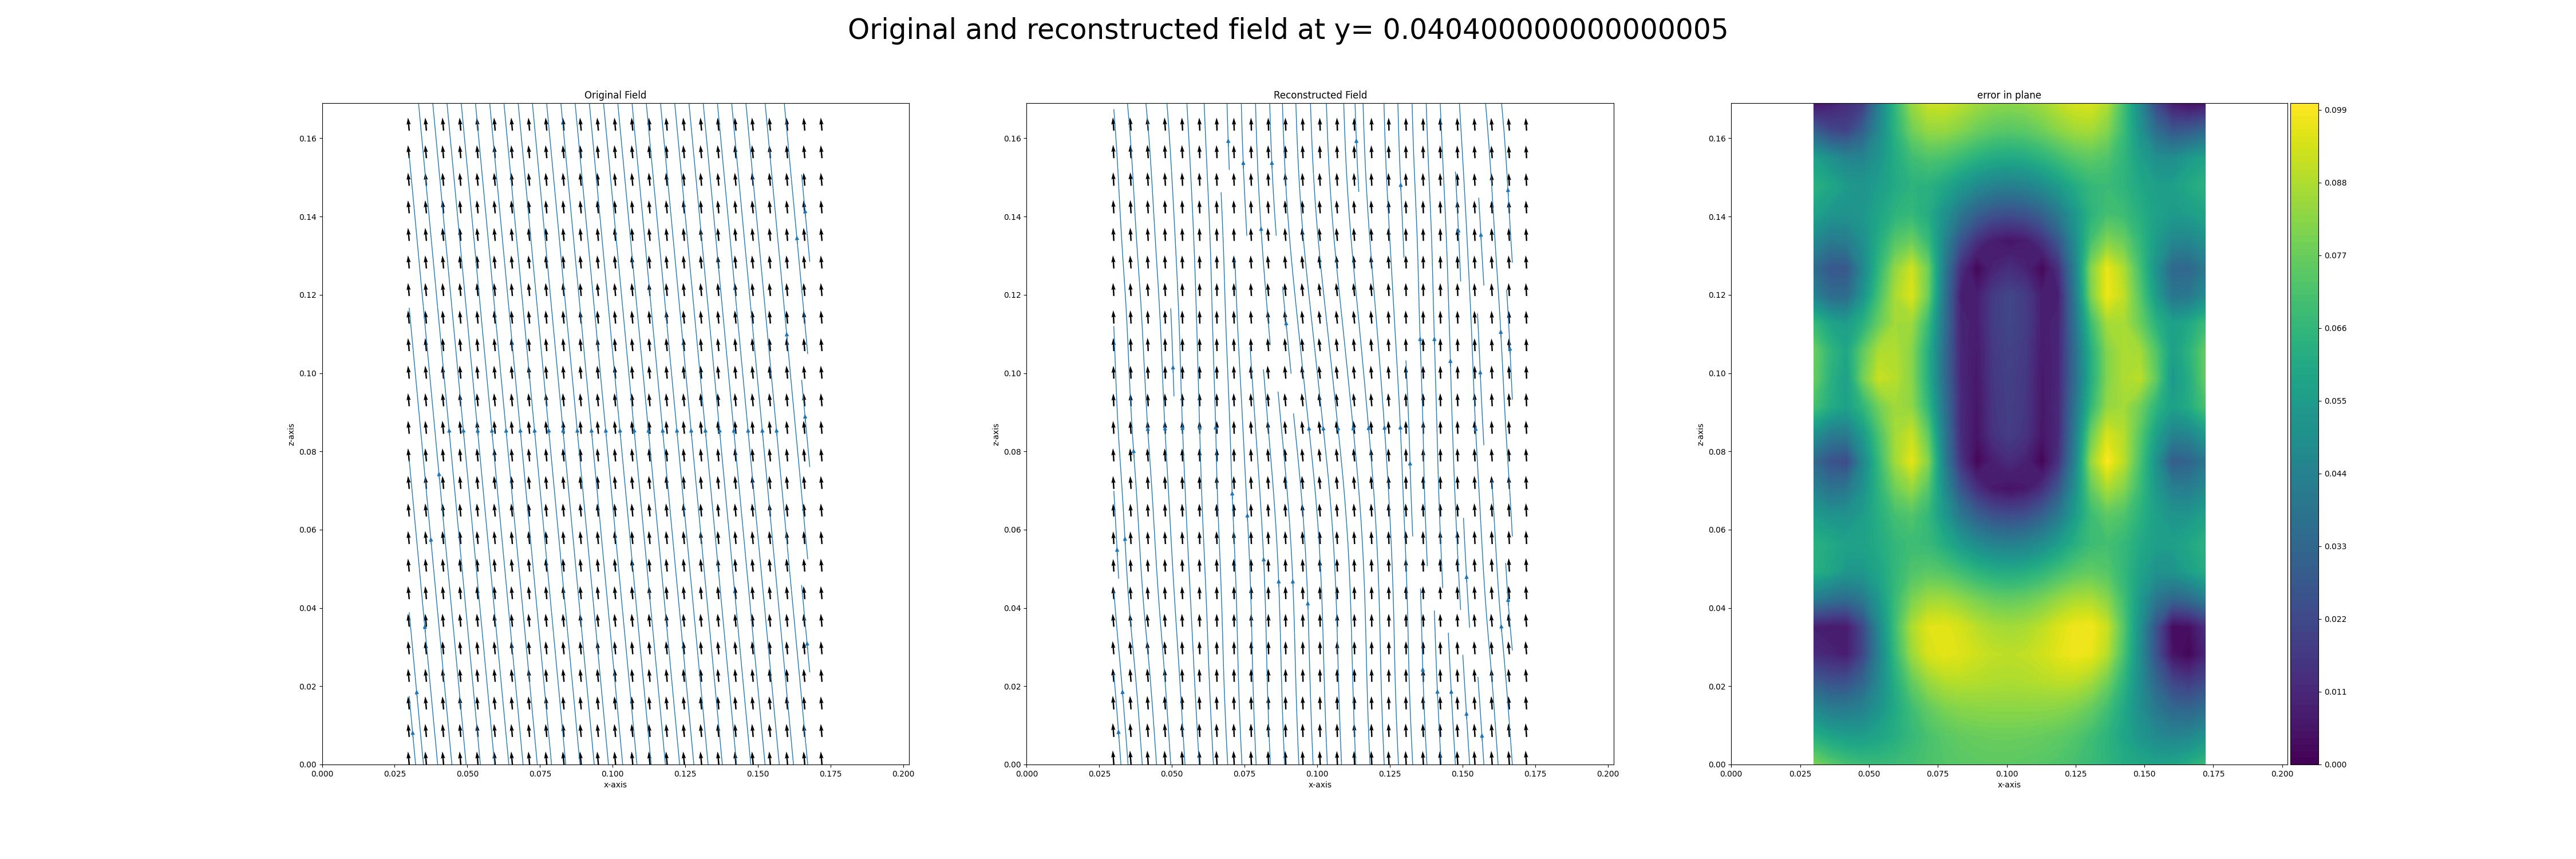 Original and reconstructed field at y= 0.040400000000000005
Original Field
z-axis
0.16
0.14
0.12
0.10
0.08
0.06
0.04
0.02
0.00
0.000 0.025 0.050 0.075 0.100 0.125 0.150 0.175 0.200
x-axis
Reconstructed Field
z-axis
0.16
0.14
0.12
0.10
0.08
0.06
0.04
0.02
0.00
0.000 0.025 0.050 0.075 0.100 0.125 0.150 0.175 0.200
x-axis
error in plane
z-axis
0.16
0.14
0.12
0.10
0.08
0.06
0.04
0.02
0.00
0.000 0.025 0.050 0.075 0.100 0.125 0.150 0.175 0.200
x-axis
0.099
0.088
0.077
0.066
0.055
0.044
0.033
0.022
0.011
0.000